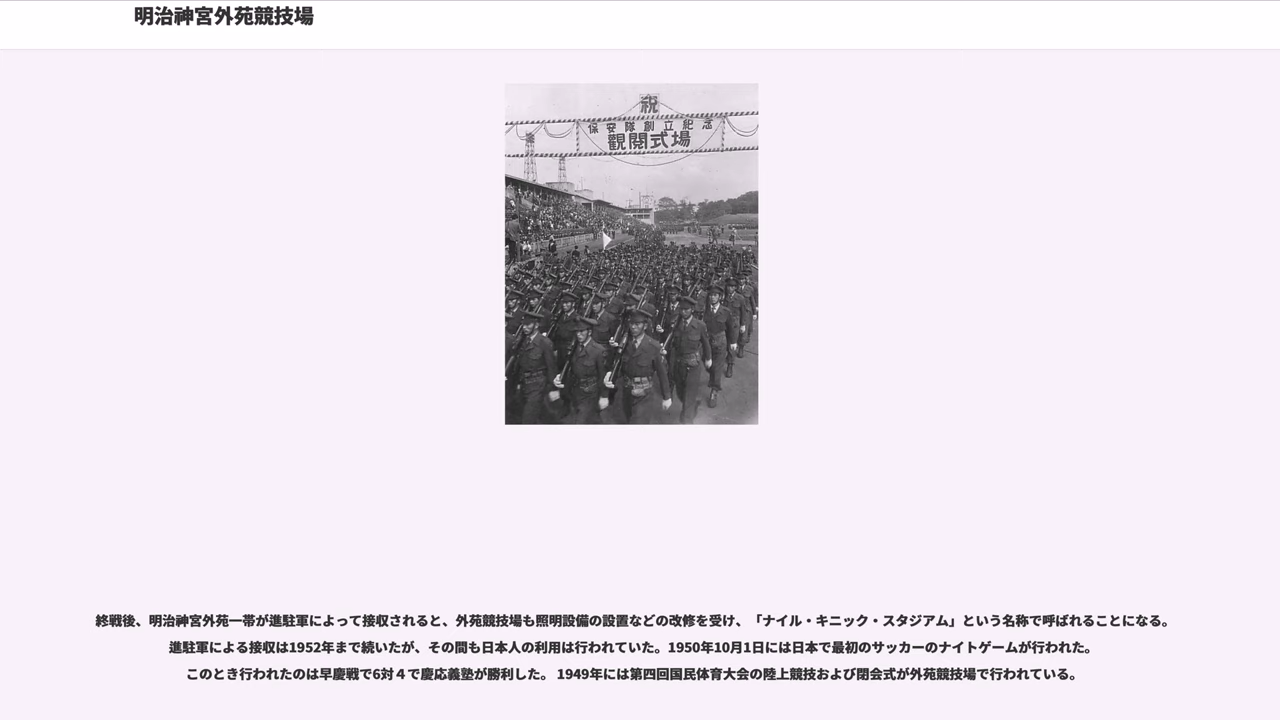 明治神宮外苑競技場
祝
保安隊創立紀念
観閲式場
終戦後、明治神宮外苑一帯が進駐軍によって接収されると、外苑競技場も照明設備の設置などの改修を受け、「ナイル・キニック・スタジアム」という名称で呼ばれることになる。
進駐軍による接収は1952年まで続いたが、その間も日本人の利用は行われていた。1950年10月1日には日本で最初のサッカーのナイトゲームが行われた。
このとき行われたのは早慶戦で6対４で慶応義塾が勝利した。 1949年には第四回国民体育大会の陸上競技および閉会式が外苑競技場で行われている。